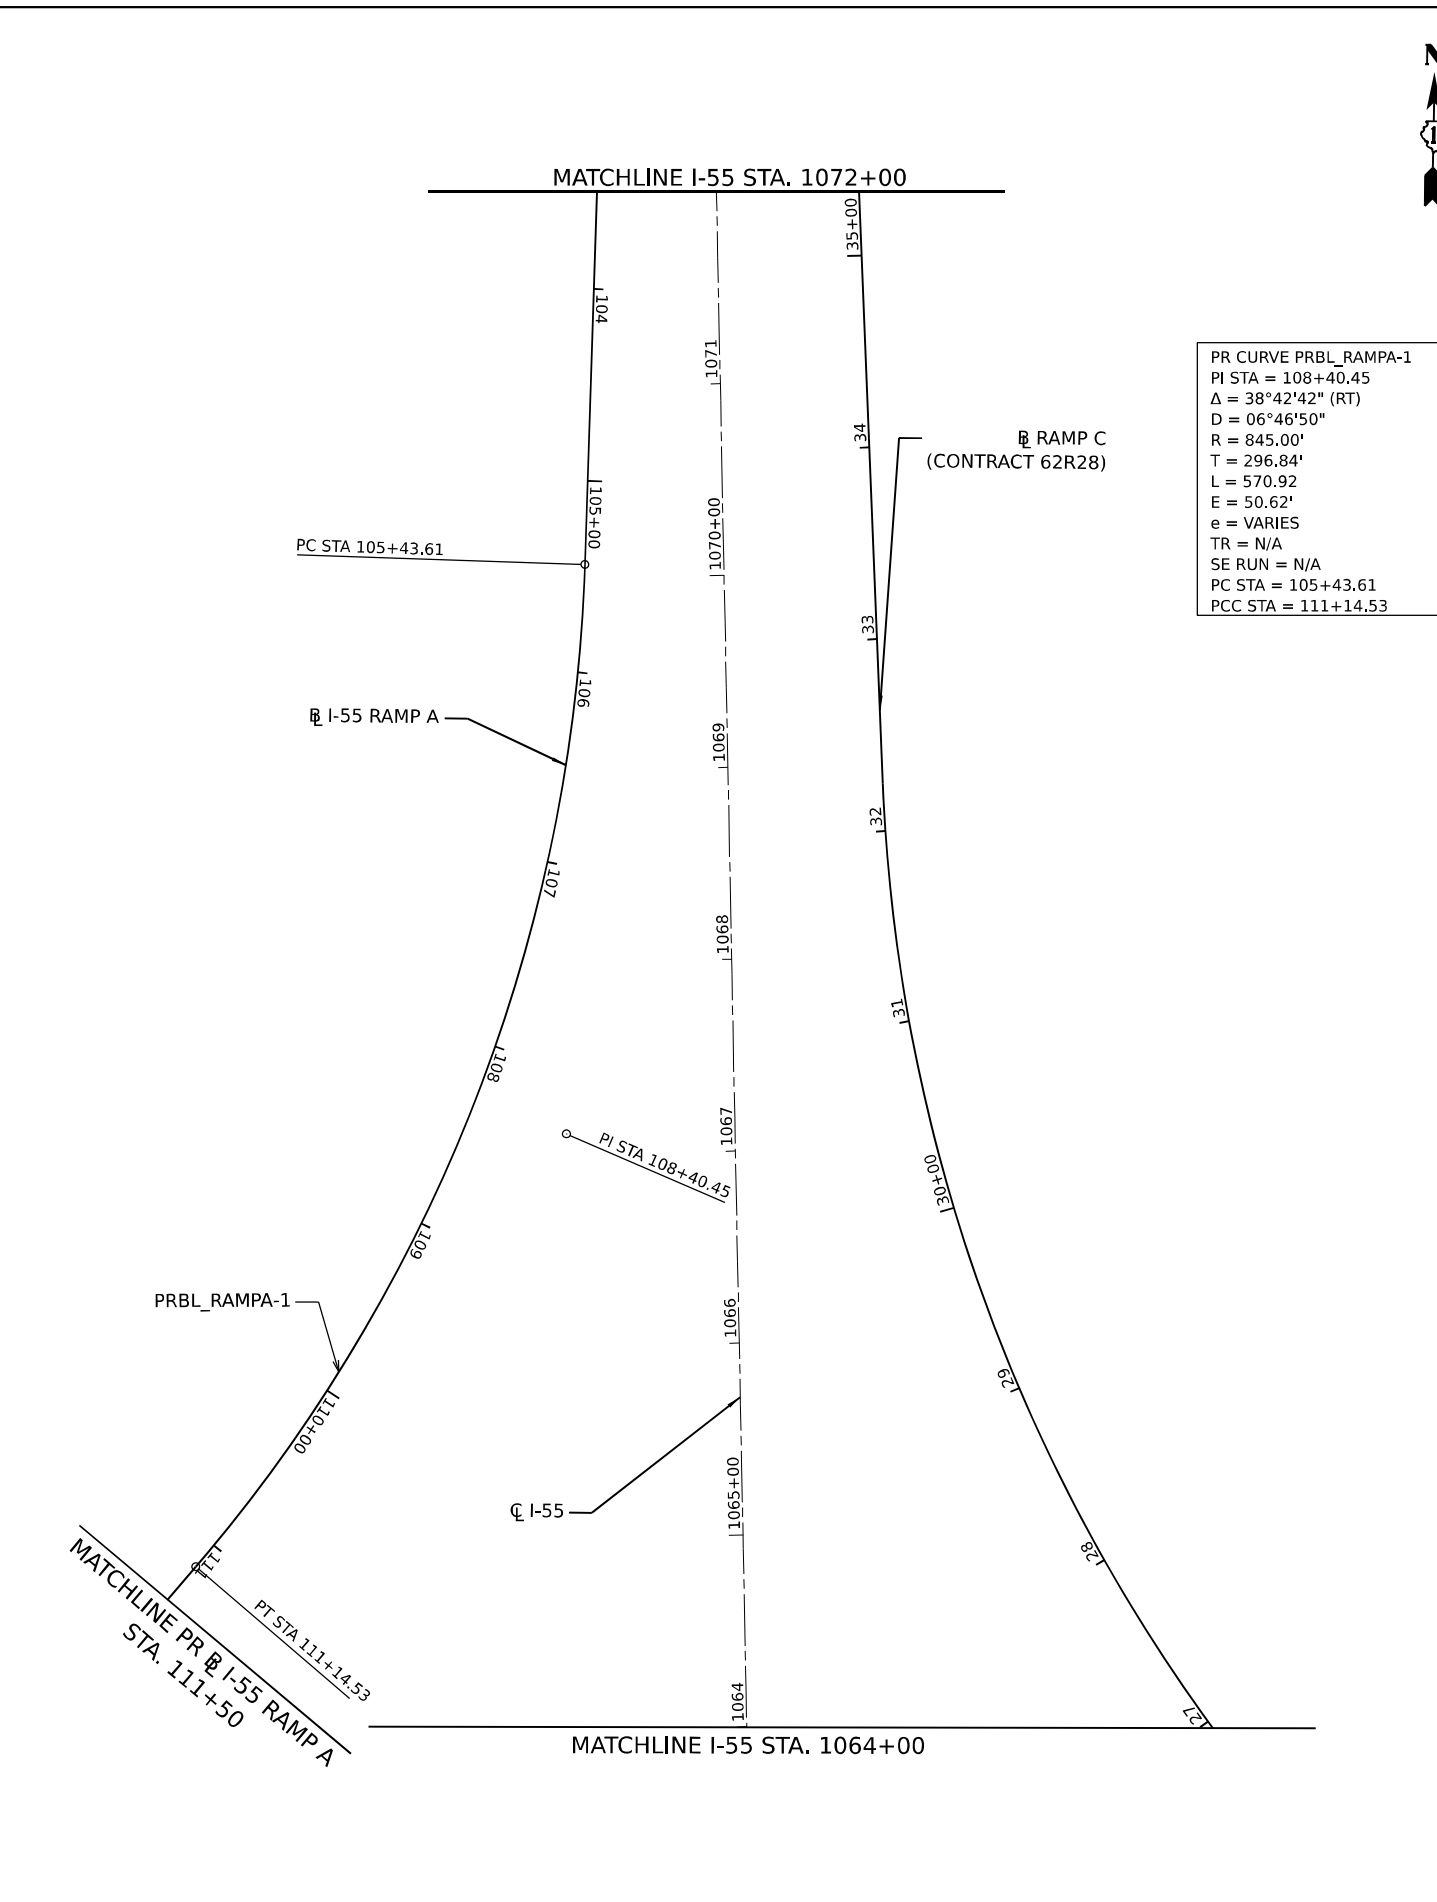 N
MATCHLINE I-55 STA. 1072+00
35+00
104
1071
PR CURVE PRBL_RAMPA-1
PI STA = 108+40.45
Δ = 38°42'42" (RT)
D = 06°46'50"
R = 845.00'
T = 296.84'
L = 570.92
E = 50.62'
e = VARIES
TR = N/A
SE RUN = N/A
PC STA = 105+43.61
PCC STA = 111+14.53
34
℄ RAMP C
(CONTRACT 62R28)
105+00
1070+00
PC STA 105+43.61
33
106
BL I-55 RAMP A
1069
32
107
1068
31
108
1067
PI STA 108+40.45
30+00
109
PRBL_RAMPA-1
1066
29
110+00
1065+00
℄ I-55
28
111
PT STA 111+14.53
MATCHLINE PR BL I-55 RAMP A
STA. 111+50
1064
27
MATCHLINE I-55 STA. 1064+00